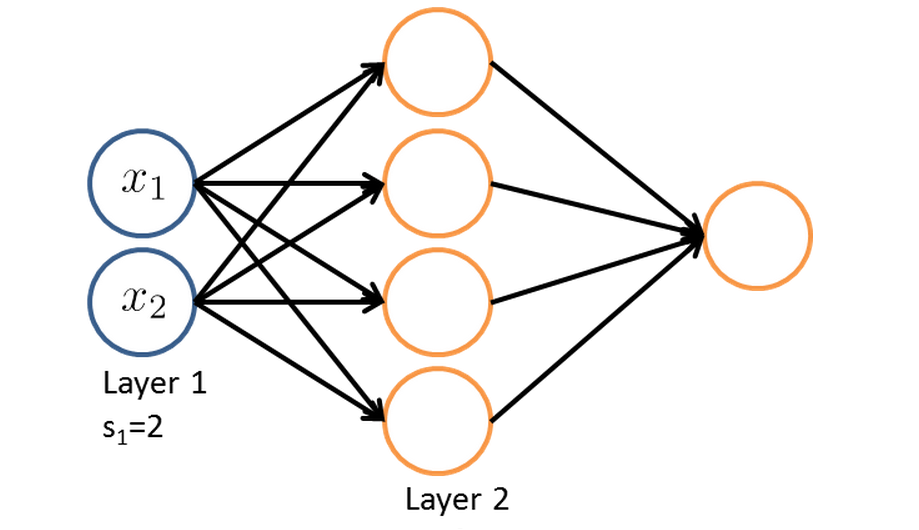 x₁
x₂
Layer 1
s₁=2
Layer 2